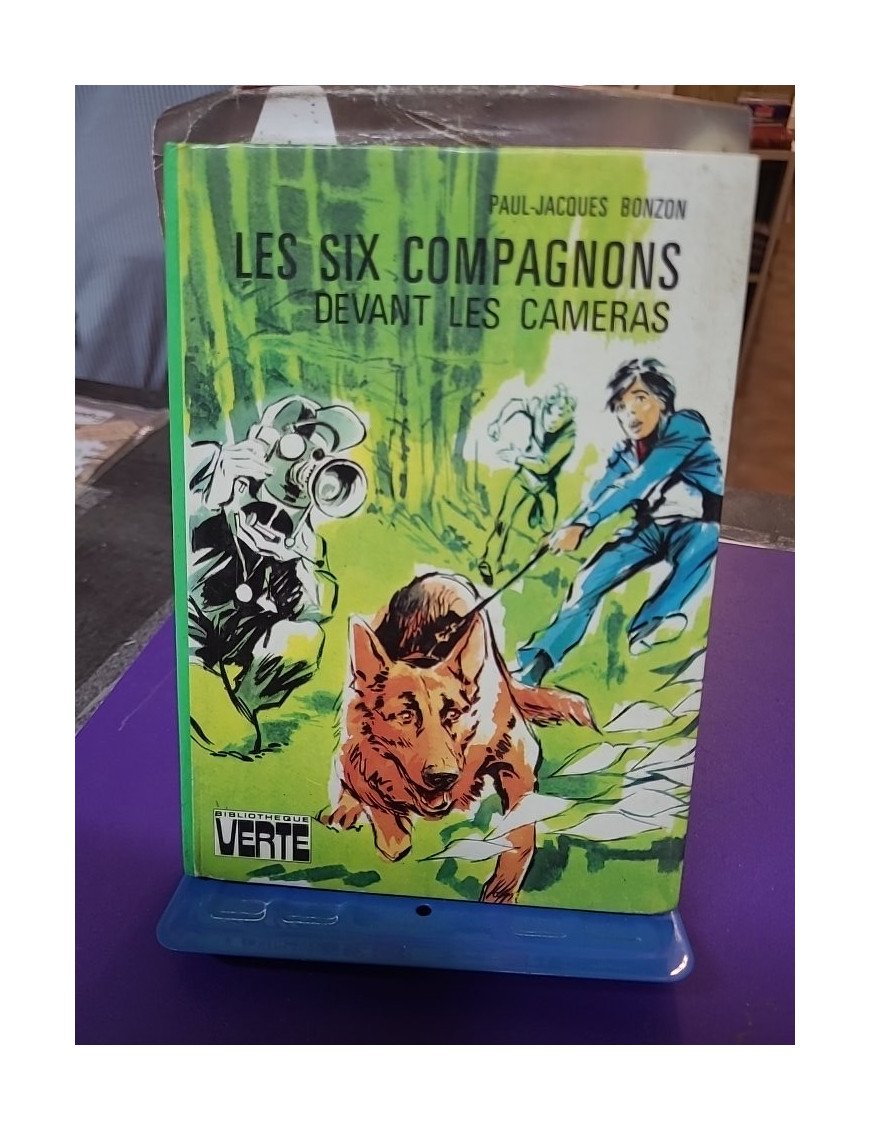 PAUL-JACQUES BONZON
LES SIX COMPAGNONS
DEVANT LES CAMERAS
BIBLIOTHEQUE
VERTE